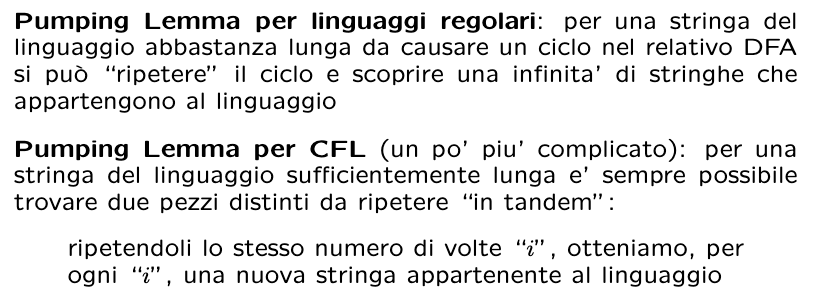 Pumping Lemma per linguaggi regolari: per una stringa del
linguaggio abbastanza lunga da causare un ciclo nel relativo DFA
si può “ripetere” il ciclo e scoprire una infinita’ di stringhe che
appartengono al linguaggio
Pumping Lemma per CFL (un po’ piu’ complicato): per una
stringa del linguaggio sufficientemente lunga e’ sempre possibile
trovare due pezzi distinti da ripetere “in tandem”:
ripetendoli lo stesso numero di volte “i”, otteniamo, per
ogni “i”, una nuova stringa appartenente al linguaggio